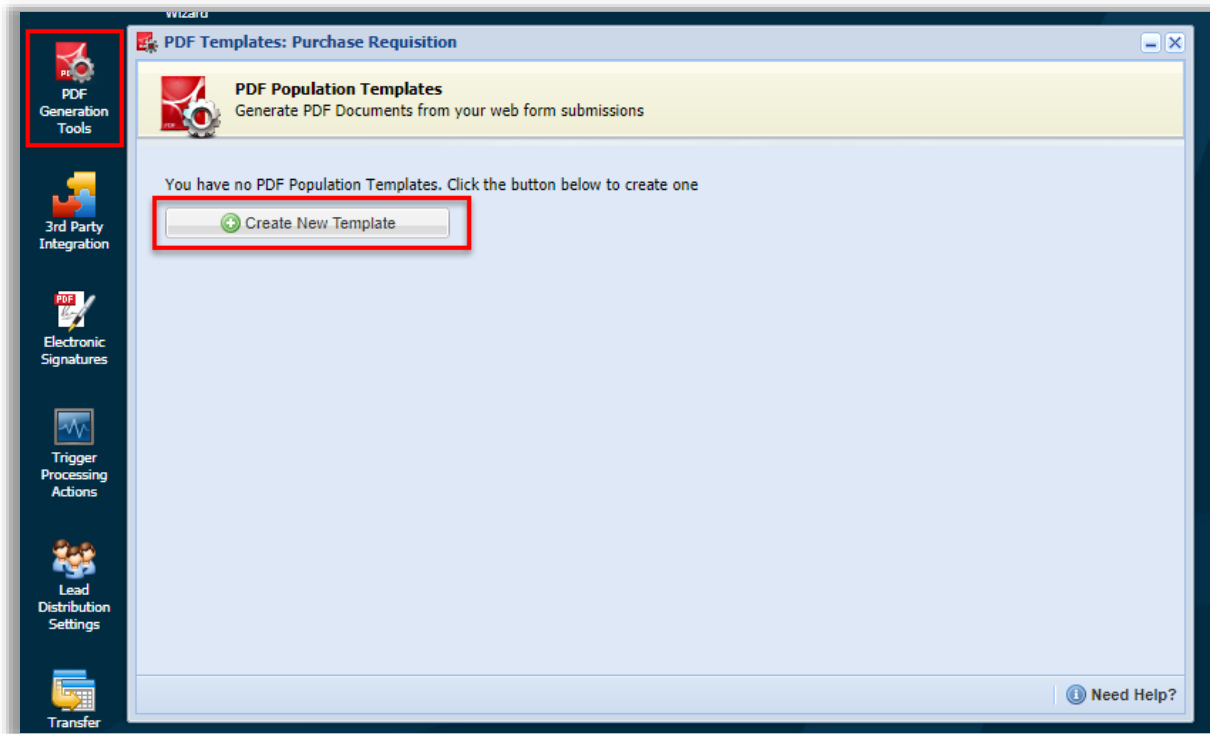 Wizard
PDF
Generation
Tools
3rd Party
Integration
PDF
Electronic
Signatures
Trigger
Processing
Actions
Lead
Distribution
Settings
Transfer
PDF Templates: Purchase Requisition
PDF Population Templates
Generate PDF Documents from your web form submissions
You have no PDF Population Templates. Click the button below to create one
Create New Template
Need Help?